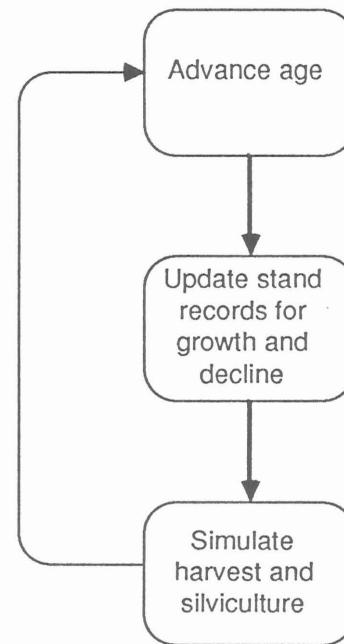 Advance age
Update stand
records for
growth and
decline
Simulate
harvest and
silviculture